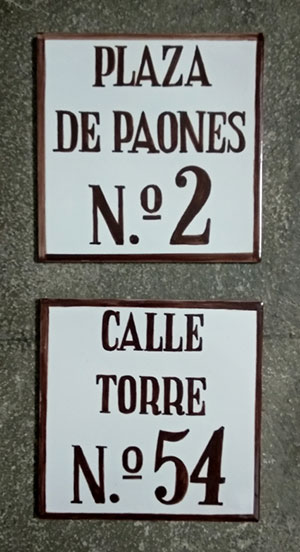 PLAZA
DE PAONES
N.º 2
CALLE
TORRE
N.º 54